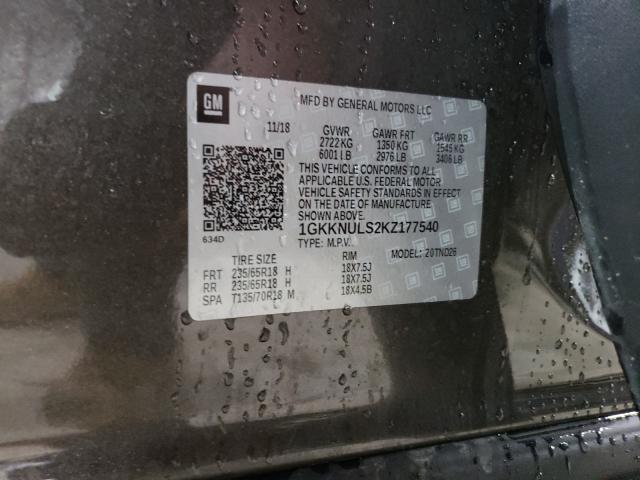 GM
MFD BY GENERAL MOTORS LLC
11/18 GVWR GAWR FRT GAWR RR
2722 KG 1350 KG 1545 KG
6001 LB 2976 LB 3406 LB
THIS VEHICLE CONFORMS TO ALL
APPLICABLE U.S. FEDERAL MOTOR
VEHICLE SAFETY STANDARDS IN EFFECT
ON THE DATE OF MANUFACTURE
SHOWN ABOVE.
634D 1GKKNULS2KZ177540
TYPE: M.P.V. MODEL: 20TND26
TIRE SIZE RIM
FRT 235/65R18 H 18X7.5J
RR 235/65R18 H 18X7.5J
SPA T135/70R18 M 18X4.5B